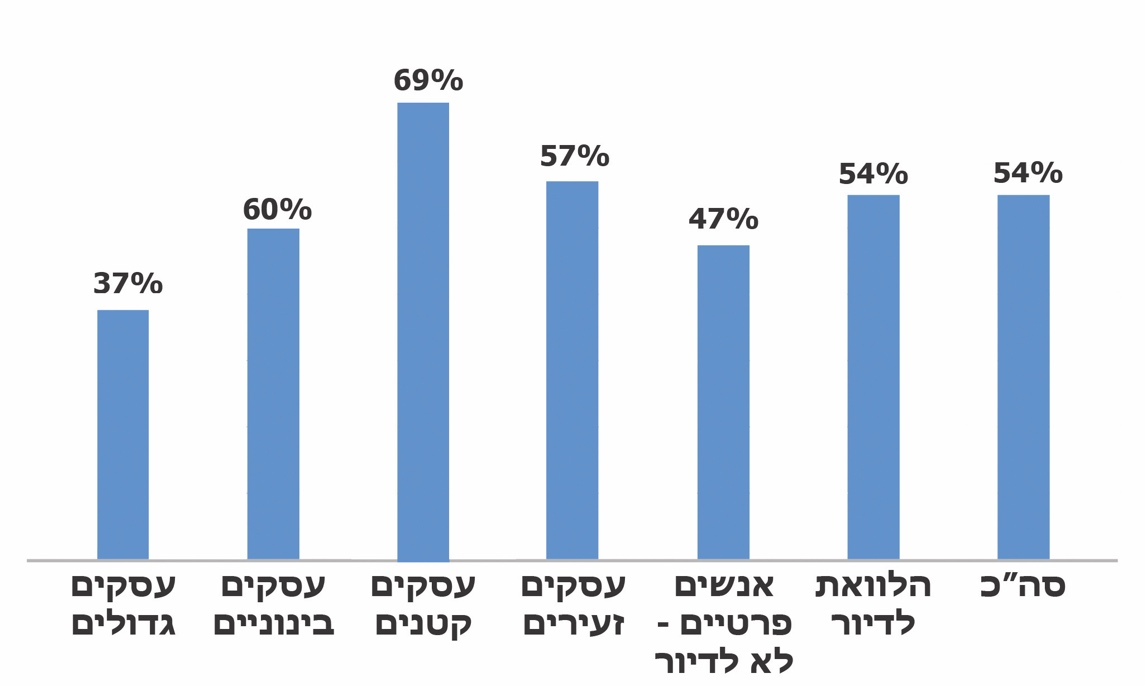 69%
57%
54%
54%
60%
47%
37%
עסקים
גדולים
עסקים
בינוניים
עסקים
קטנים
עסקים
זעירים
אנשים
פרטיים -
לא לדיור
הלוואת
לדיור
סה״כ